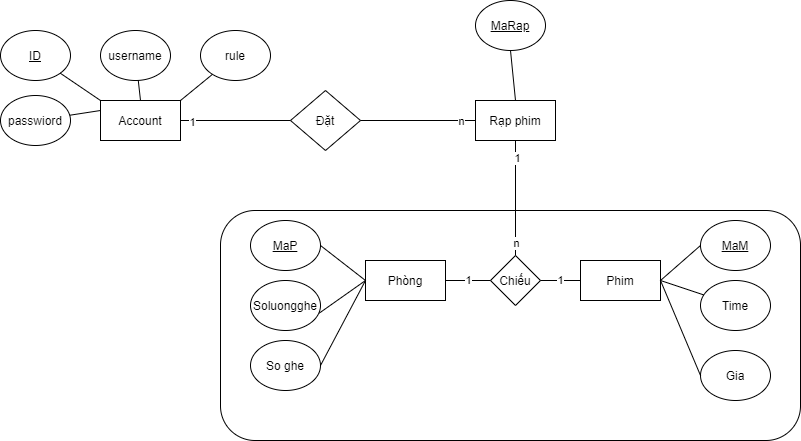 MaRap
ID
username
rule
passwiord
Account
1
Đặt
n
Rạp phim
1
n
MaP
MaM
Phòng
1
Chiếu
1
Phim
Soluongghe
Time
So ghe
Gia